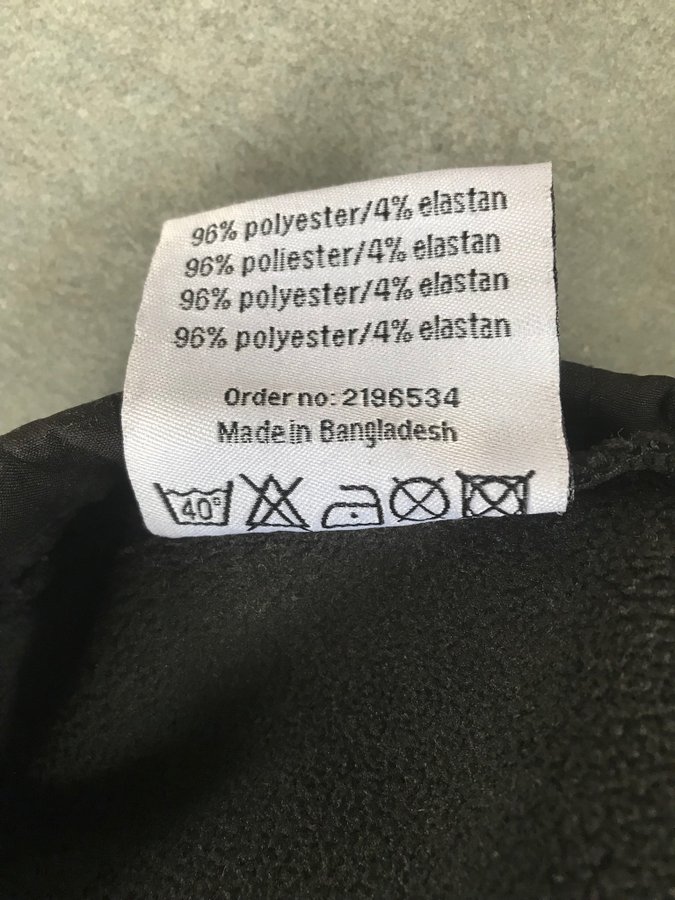 96% polyester/4% elastan
96% poliester/4% elastan
96% polyester/4% elastan
96% polyester/4% elastan
Order no: 2196534
Made in Bangladesh
40°